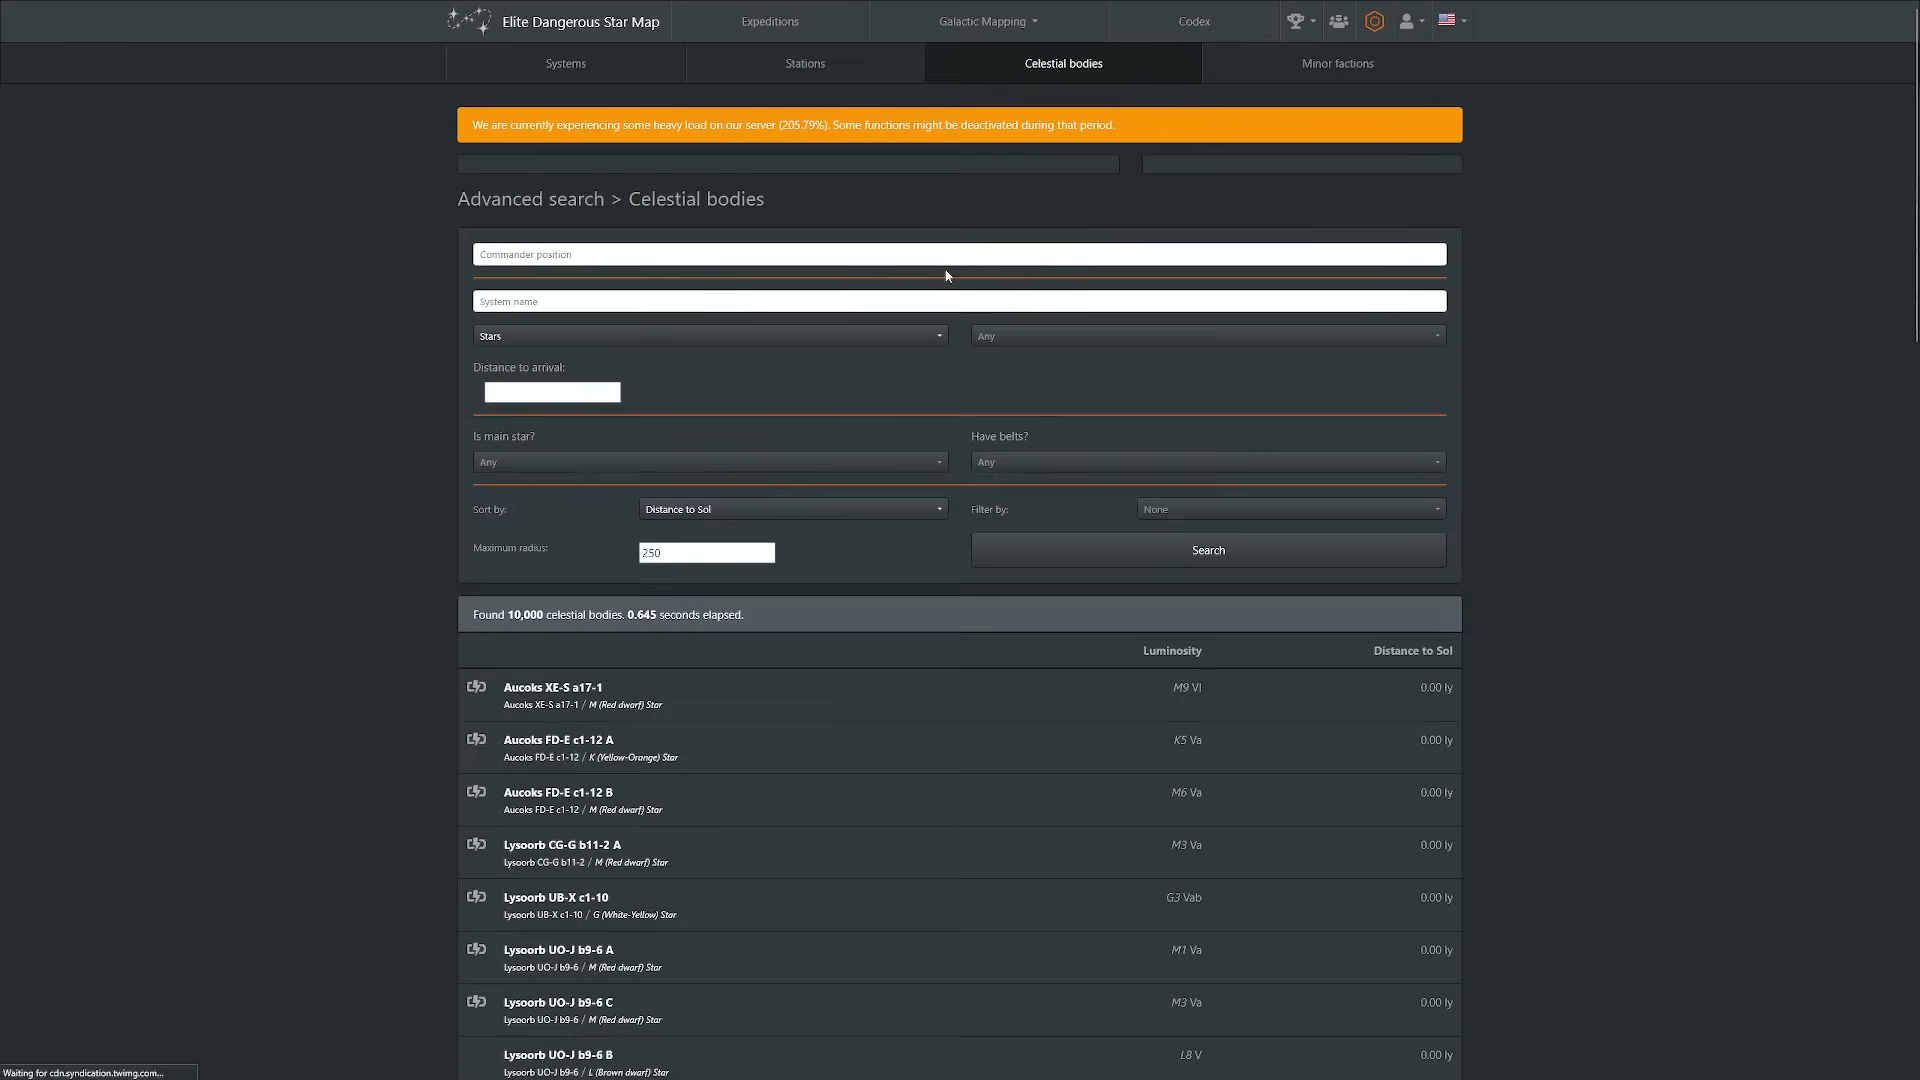 Elite Dangerous Star Map
Expeditions
Galactic Mapping
Codex
Systems
Stations
Celestial bodies
Minor factions
We are currently experiencing some heavy load on our server (205.79%). Some functions might be deactivated during that period.
Advanced search > Celestial bodies
Commander position
System name
Stars
Any
Distance to arrival:
Is main star?
Have belts?
Any
Any
Sort by:
Distance to Sol
Filter by:
None
Maximum radius:
250
Search
Found 10,000 celestial bodies. 0.645 seconds elapsed.
Luminosity
Distance to Sol
Aucoks XE-S a17-1
M9 VI
0.00 ly
Aucoks XE-S a17-1 / M (Red dwarf) Star
Aucoks FD-E c1-12 A
K5 Va
0.00 ly
Aucoks FD-E c1-12 / K (Yellow-Orange) Star
Aucoks FD-E c1-12 B
M6 Va
0.00 ly
Aucoks FD-E c1-12 / M (Red dwarf) Star
Lysoorb CG-G b11-2 A
M3 Va
0.00 ly
Lysoorb CG-G b11-2 / M (Red dwarf) Star
Lysoorb UB-X c1-10
G3 Vab
0.00 ly
Lysoorb UB-X c1-10 / G (White-Yellow) Star
Lysoorb UO-J b9-6 A
M1 Va
0.00 ly
Lysoorb UO-J b9-6 / M (Red dwarf) Star
Lysoorb UO-J b9-6 C
M3 Va
0.00 ly
Lysoorb UO-J b9-6 / M (Red dwarf) Star
Lysoorb UO-J b9-6 B
L8 V
0.00 ly
Lysoorb UO-J b9-6 / L (Brown dwarf) Star
Waiting for cdn.syndication.twimg.com...